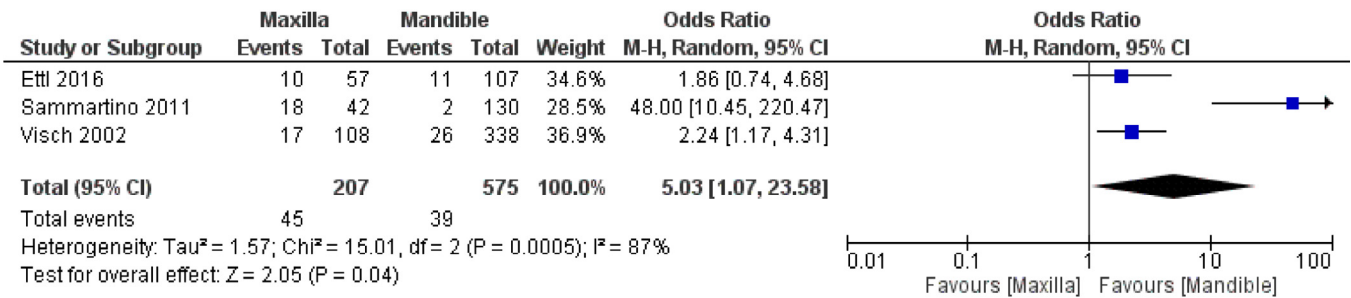 Maxilla Mandible Odds Ratio Odds Ratio
Study or Subgroup Events Total Events Total Weight M-H, Random, 95% CI M-H, Random, 95% CI
Ettl 2016 10 57 11 107 34.6% 1.86 [0.74, 4.68]
Sammartino 2011 18 42 2 130 28.5% 48.00 [10.45, 220.47]
Visch 2002 17 108 26 338 36.9% 2.24 [1.17, 4.31]
Total (95% CI) 207 575 100.0% 5.03 [1.07, 23.58]
Total events 45 39
Heterogeneity: Tau² = 1.57; Chi² = 15.01, df = 2 (P = 0.0005); I² = 87%
Test for overall effect: Z = 2.05 (P = 0.04)
0.01 0.1 1 10 100
Favours [Maxilla] Favours [Mandible]